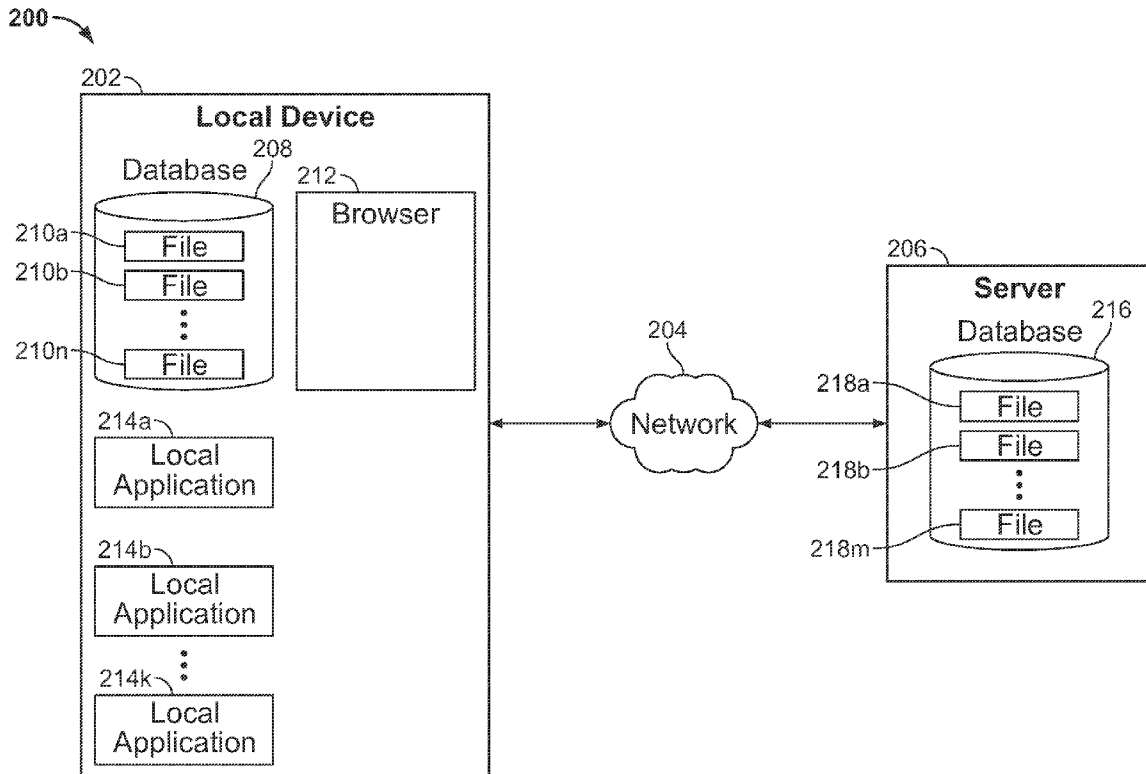 200
202
Local Device
Database
208
210a
File
210b
File
210n
File
212
Browser
214a
Local
Application
214b
Local
Application
214k
Local
Application
204
Network
206
Server
Database
216
218a
File
218b
File
218m
File